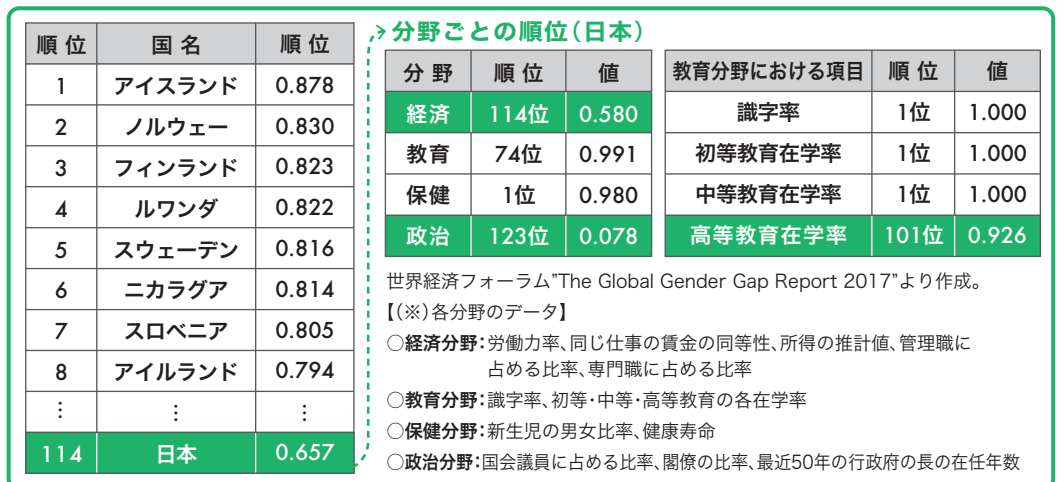 順位 国名 順位
1 アイスランド 0.878
2 ノルウェー 0.830
3 フィンランド 0.823
4 ルワンダ 0.822
5 スウェーデン 0.816
6 ニカラグア 0.814
7 スロベニア 0.805
8 アイルランド 0.794
⋮ ⋮ ⋮
114 日本 0.657
分野ごとの順位(日本)
分野 順位 値
経済 114位 0.580
教育 74位 0.991
保健 1位 0.980
政治 123位 0.078
教育分野における項目 順位 値
識字率 1位 1.000
初等教育在学率 1位 1.000
中等教育在学率 1位 1.000
高等教育在学率 101位 0.926
世界経済フォーラム”The Global Gender Gap Report 2017”より作成。
【(※)各分野のデータ】
○経済分野:労働力率、同じ仕事の賃金の同等性、所得の推計値、管理職に
占める比率、専門職に占める比率
○教育分野:識字率、初等・中等・高等教育の各在学率
○保健分野:新生児の男女比率、健康寿命
○政治分野:国会議員に占める比率、閣僚の比率、最近50年の行政府の長の在任年数